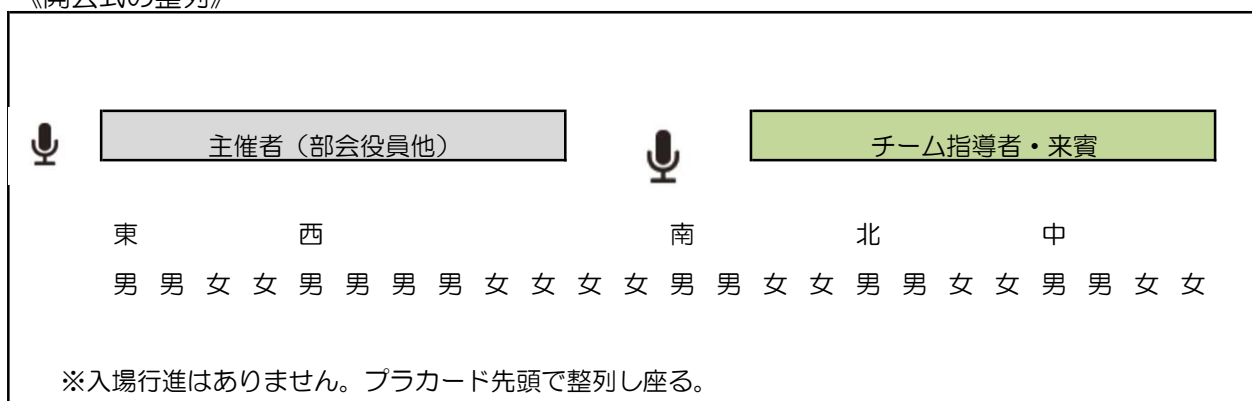 《開会式の整列》
主催者（部会役員他） チーム指導者・来賓
東 西 南 北 中
男 男 女 女 男 男 男 男 女 女 女 女 男 男 女 女 男 男 女 女 男 男 女 女
※入場行進はありません。プラカード先頭で整列し座る。